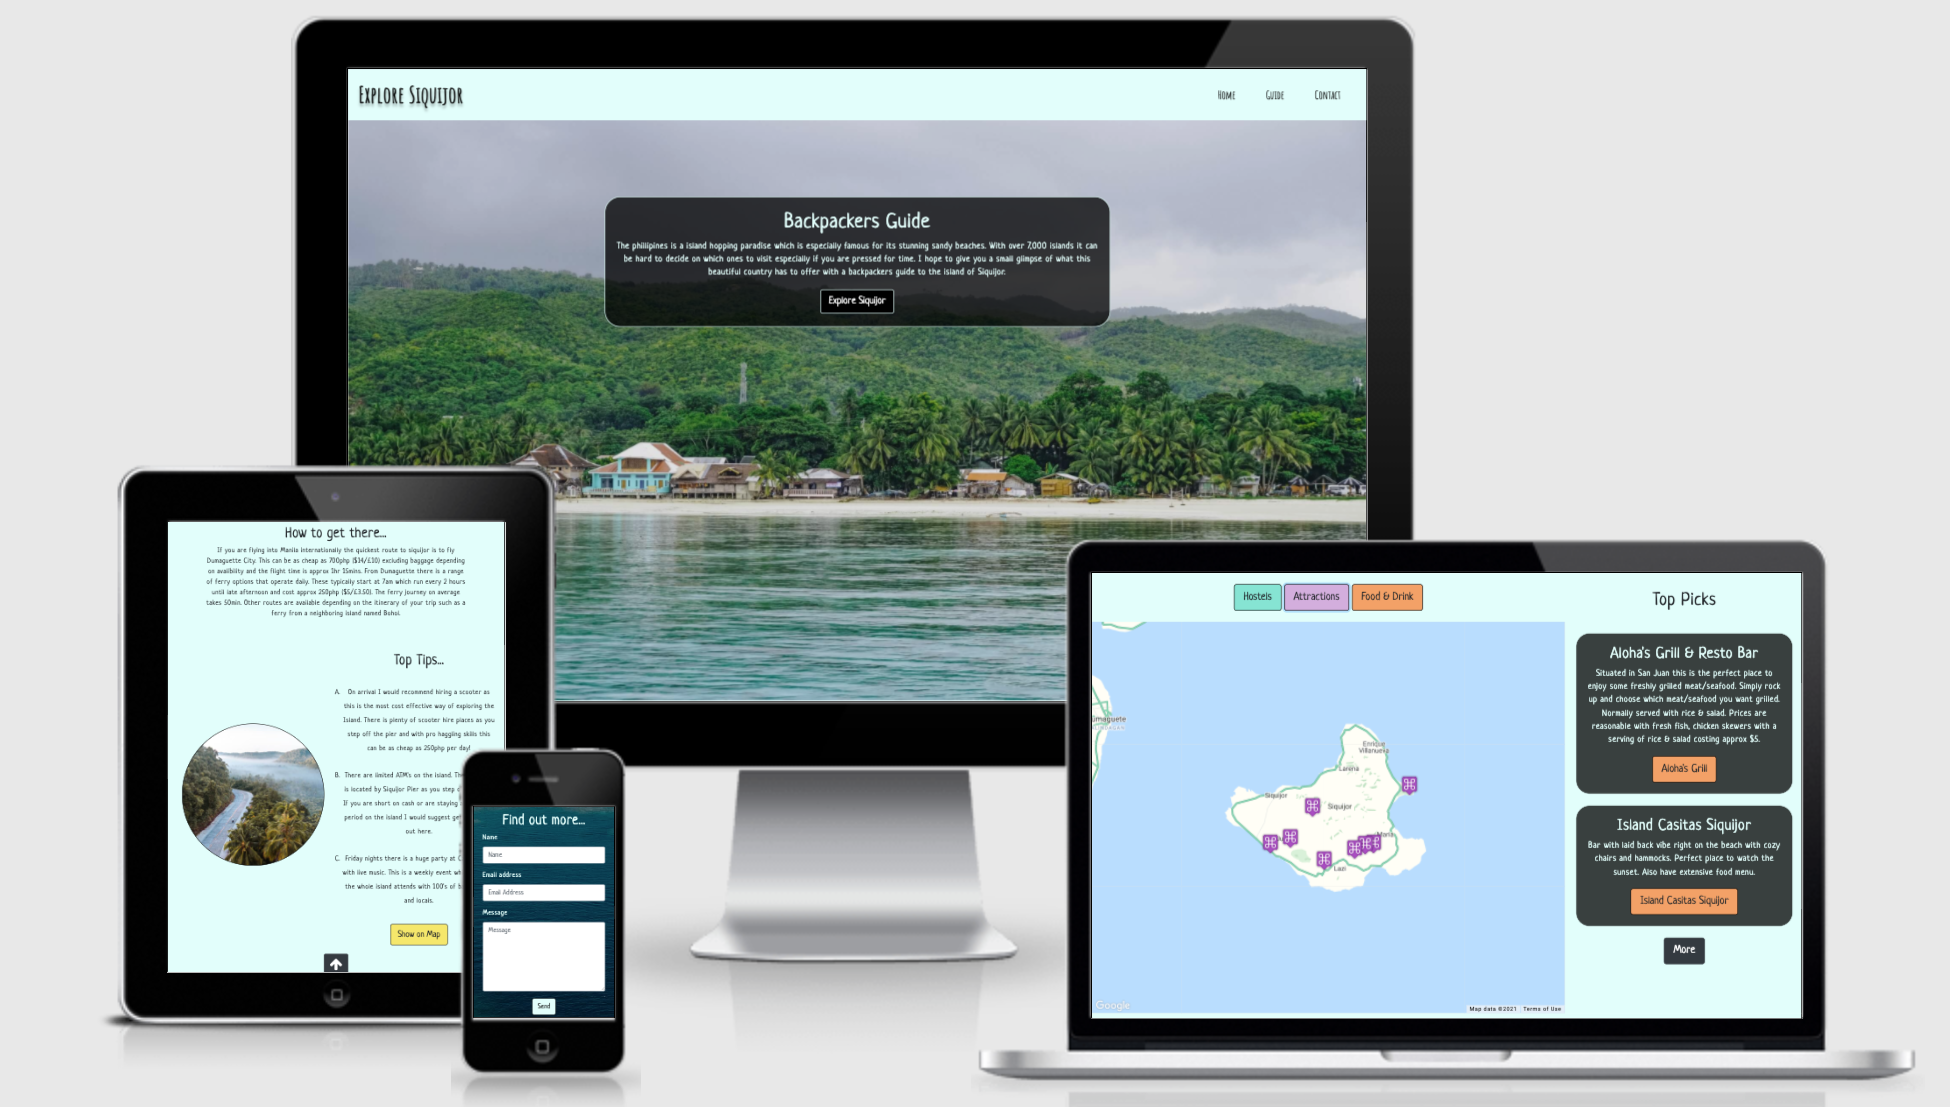 Explore Siquijor
Home Guide Contact
Backpackers Guide
The philiipines is a island hopping paradise which is especially famous for its stunning sandy beaches. With over 7,000 islands it can
be hard to decide on which ones to visit especially if you are pressed for time. I hope to give you a small glimpse of what this
beautiful country has to offer with a backpackers guide to the island of Siquijor.
Explore Siquijor
How to get there...
If you are flying into Manila internationally the quickest route to siquijor is to fly
Dumaguette City. This can be as cheap as 700php ($14/£10) excluding baggage depending
on availbility and the flight time is approx 1hr 15mins. From Dumaguette there is a range
of ferry options that operate daily. These typically start at 7am which run every 2 hours
until late afternoon and cost approx 250php ($5/£3.50). The ferry journey on average
takes 50min. Other routes are available depending on the itinerary of your trip such as a
ferry from a neighboring island named Bohol.
Top Tips...
A. On arrival I would recommend hiring a scooter as
this is the most cost effective way of exploring the
Island. There is plenty of scooter hire places as you
step off the pier and with pro haggling skills this
can be as cheap as 250php per day!
B. There are limited ATM's on the island.
is located by Siquijor Pier as you step
If you are short on cash or are staying
period on the island I would suggest
out here.
C. Friday nights there is a huge party at
with live music. This is a weekly event
the whole island attends with 100's of
and locals.
Show on Map
Find out more...
Name
Name
Email address
Email Address
Message
Message
Send
Hostels Attractions Food & Drink
Enrique
Villanueva
Larena
Siquijor
Siquijor
Maria
Lazi
Google
Map data ©2021 Terms of Use
Top Picks
Aloha's Grill & Resto Bar
Situated in San Juan this is the perfect place to
enjoy some freshly grilled meat/seafood. Simply rock
up and choose which meat/seafood you want grilled.
Normally served with rice & salad. Prices are
reasonable with fresh fish, chicken skewers with a
serving of rice & salad costing approx $5.
Aloha's Grill
Island Casitas Siquijor
Bar with laid back vibe right on the beach with cozy
chairs and hammocks. Perfect place to watch the
sunset. Also have extensive food menu.
Island Casitas Siquijor
More